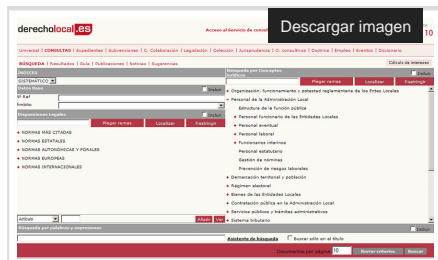 derecholocal.es
Acceso al Servicio de consul
Descargar imagen
10
Universal | CONSULTAS | Expedientes | Subvenciones | C. Colaboración | Legislación | Colección | Jurisprudencia | D. consultivos | Doctrina | Empleo | Eventos | Diccionario
BÚSQUEDA | Resultados | Guía | Publicaciones | Noticias | Sugerencias
Cálculo de intereses
ÍNDICES
SISTEMÁTICO
Datos Base
Incluir
Nº Ref
Ámbito
Disposiciones Legales
Incluir
Plegar ramas
Localizar
Restringir
NORMAS MÁS CITADAS
NORMAS ESTATALES
NORMAS AUTONÓMICAS Y FORALES
NORMAS EUROPEAS
NORMAS INTERNACIONALES
Artículo
Añadir
Ver
Búsqueda por Conceptos Jurídicos
Incluir
Plegar ramas
Localizar
Restringir
Organización, funcionamiento y potestad reglamentaria de los Entes Locales
Personal de la Administración Local
Estructura de la función pública
Personal funcionario de las Entidades Locales
Personal eventual
Personal laboral
Funcionarios interinos
Personal estatutario
Gestión de nóminas
Prevención de riesgos laborales
Demarcación territorial y población
Régimen electoral
Bienes de las Entidades Locales
Contratación pública en la Administración Local
Servicios públicos y trámites administrativos
Sistema tributario
Búsqueda por palabras y expresiones
Incluir
Asistente de búsqueda
Buscar sólo en el título
Documentos por página
10
Borrar criterios
Buscar